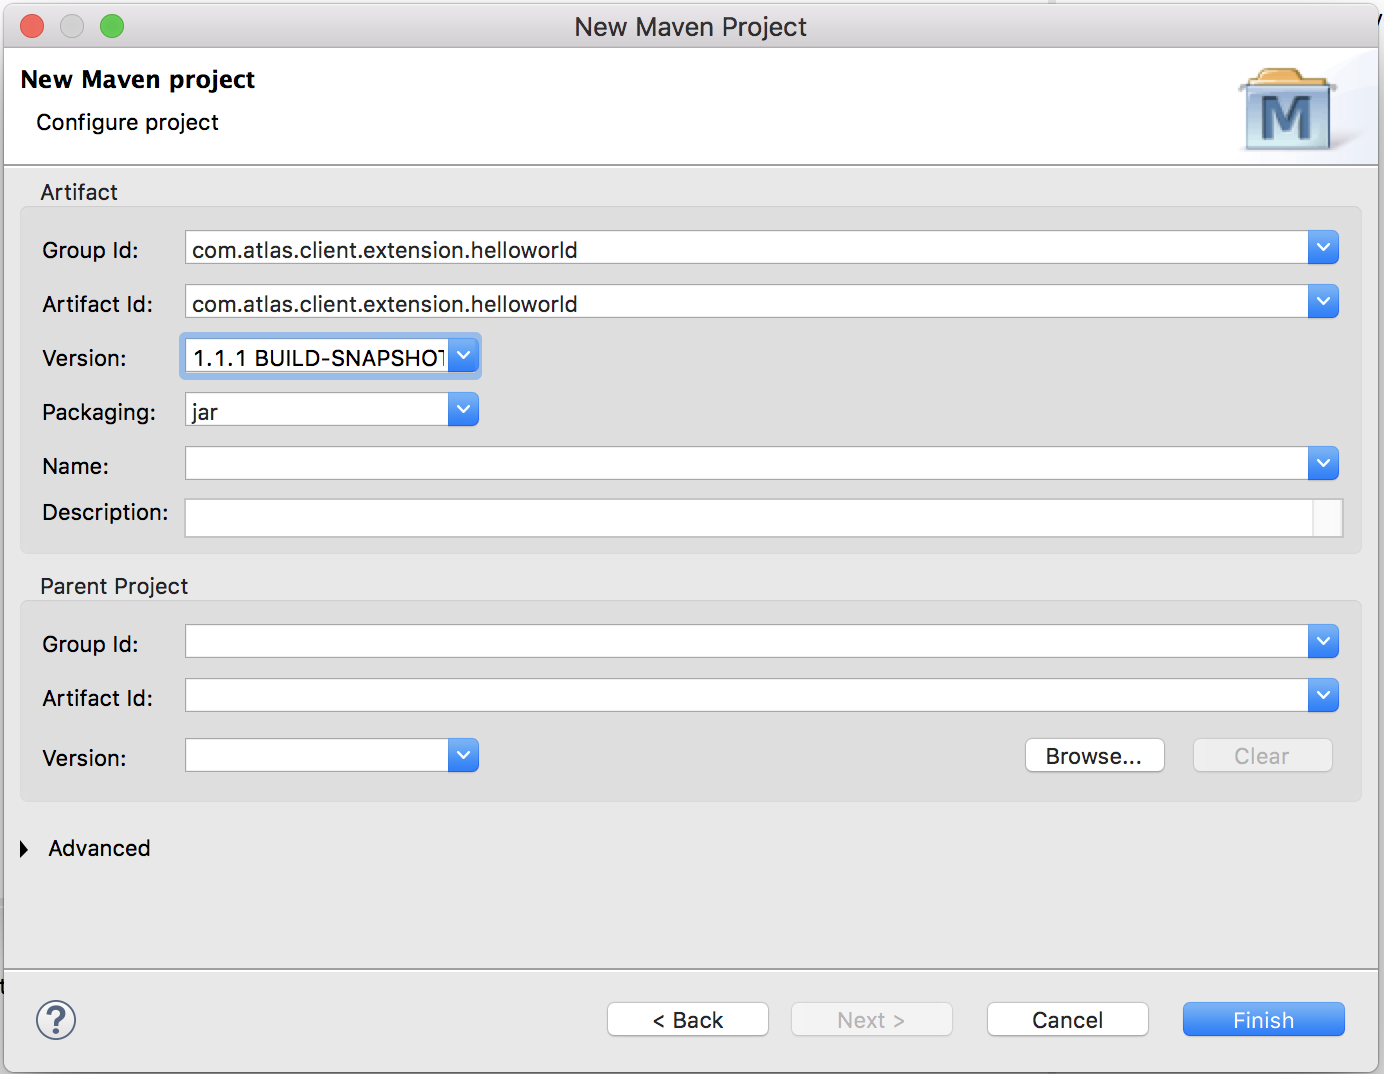 New Maven Project
New Maven project
Configure project
M
Artifact
Group Id: com.atlas.client.extension.helloworld
Artifact Id: com.atlas.client.extension.helloworld
Version: 1.1.1 BUILD-SNAPSHOT
Packaging: jar
Name:
Description:
Parent Project
Group Id:
Artifact Id:
Version: Browse... Clear
Advanced
? < Back Next > Cancel Finish